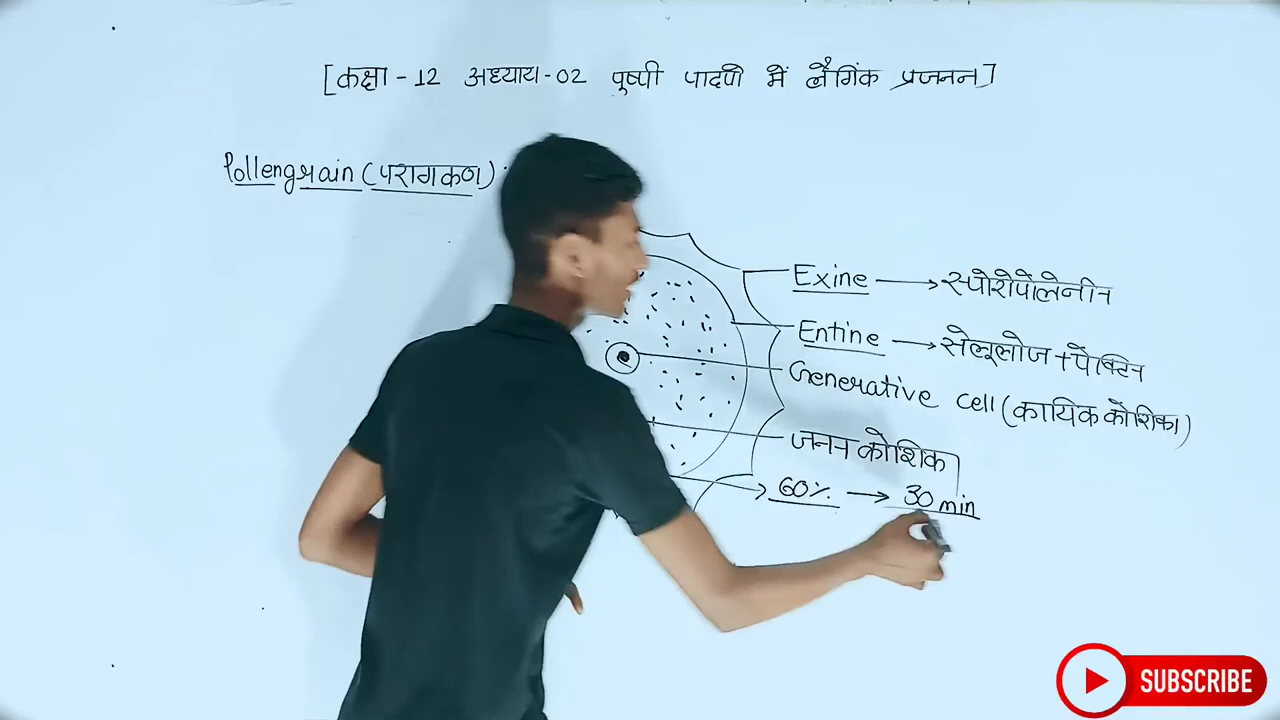 [कक्षा - 12 अध्याय - 02 पुष्पी पादपो में लैगिंक प्रजनन]
Pollengrain (परागकण) :
Exine → स्पोरोपोलेनीन
Entine → सेलूलोज + पेक्टिन
Generative cell (कायिक कोशिका)
जनन कोशिक
60% → 30 min
SUBSCRIBE